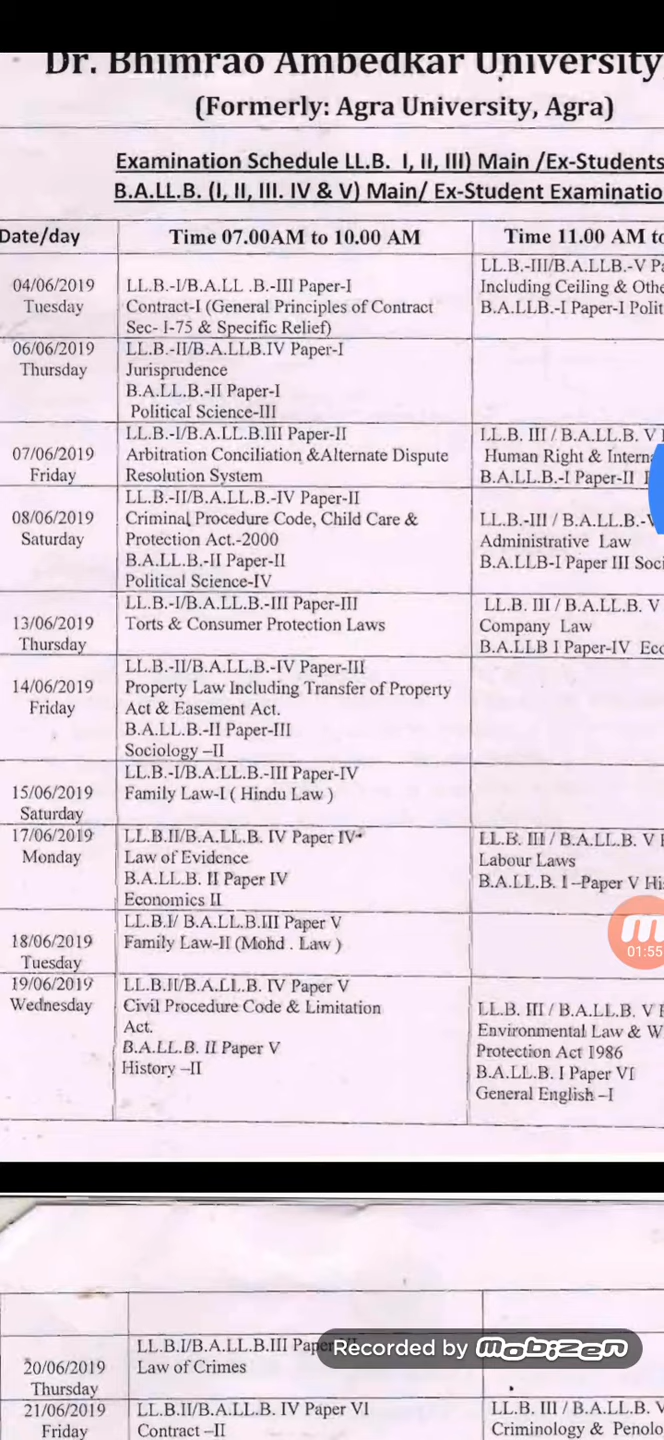 Dr. Bhimrao Ambedkar University
(Formerly: Agra University, Agra)
Examination Schedule LL.B. I, II, III) Main /Ex-Students
B.A.LL.B. (I, II, III. IV & V) Main/ Ex-Student Examinatio
Date/day
Time 07.00AM to 10.00 AM
Time 11.00 AM to
04/06/2019
Tuesday
LL.B.-I/B.A.LL .B.-III Paper-I
Contract-I (General Principles of Contract
Sec- I-75 & Specific Relief)
LL.B.-III/B.A.LLB.-V
Including Ceiling &
B.A.LLB.-I Paper-I
06/06/2019
Thursday
LL.B.-II/B.A.LLB.IV Paper-I
Jurisprudence
B.A.LL.B.-II Paper-I
Political Science-III
07/06/2019
Friday
LL.B.-I/B.A.LL.B.III Paper-II
Arbitration Conciliation &Alternate Dispute
Resolution System
LL.B. III / B.A.LL.B. V
Human Right &
B.A.LL.B.-I Paper-II
08/06/2019
Saturday
LL.B.-II/B.A.LL.B.-IV Paper-II
Criminal Procedure Code, Child Care &
Protection Act.-2000
B.A.LL.B.-II Paper-II
Political Science-IV
LL.B.-III / B.A.LL.B.-V
Administrative Law
B.A.LLB-I Paper III
13/06/2019
Thursday
LL.B.-I/B.A.LL.B.-III Paper-III
Torts & Consumer Protection Laws
LL.B. III / B.A.LL.B. V
Company Law
B.A.LLB I Paper-IV
14/06/2019
Friday
LL.B.-II/B.A.LL.B.-IV Paper-III
Property Law Including Transfer of Property
Act & Easement Act.
B.A.LL.B.-II Paper-III
Sociology –II
15/06/2019
Saturday
LL.B.-I/B.A.LL.B.-III Paper-IV
Family Law-I ( Hindu Law )
17/06/2019
Monday
LL.B.II/B.A.LL.B. IV Paper IV
Law of Evidence
B.A.LL.B. II Paper IV
Economics II
LL.B. III / B.A.LL.B. V
Labour Laws
B.A.LL.B. I –Paper V
18/06/2019
Tuesday
LL.B.I/ B.A.LL.B.III Paper V
Family Law-II (Mohd . Law )
01:55
19/06/2019
Wednesday
LL.B.II/B.A.LL.B. IV Paper V
Civil Procedure Code & Limitation
Act.
B.A.LL.B. II Paper V
History –II
LL.B. III / B.A.LL.B. V
Environmental Law &
Protection Act 1986
B.A.LL.B. I Paper VI
General English –I
20/06/2019
Thursday
LL.B.I/B.A.LL.B.III
Law of Crimes
Recorded by mobizen
21/06/2019
Friday
LL.B.II/B.A.LL.B. IV Paper VI
Contract –II
LL.B. III / B.A.LL.B. V
Criminology &